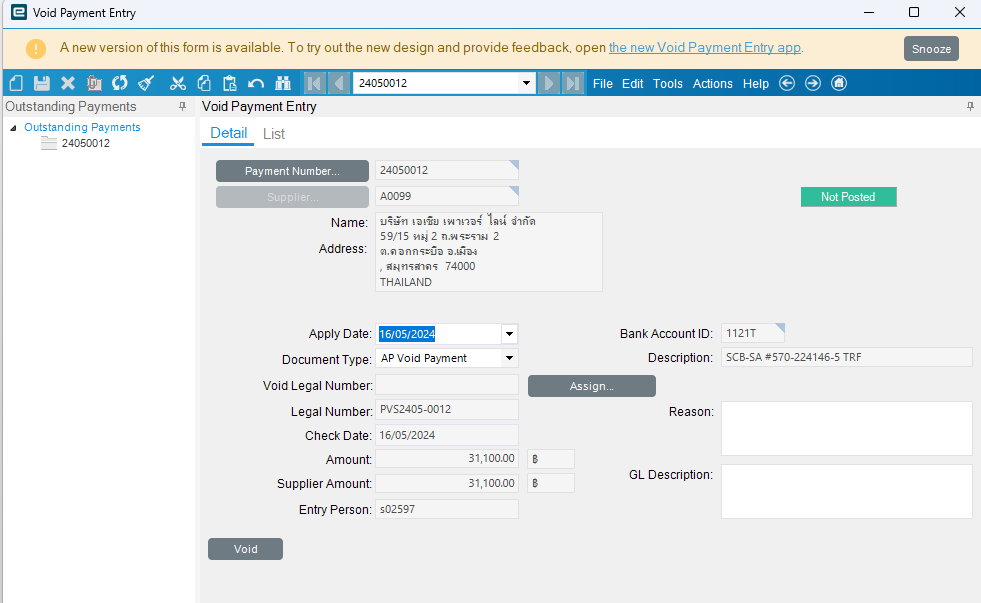 Void Payment Entry
A new version of this form is available. To try out the new design and provide feedback, open the new Void Payment Entry app.
Snooze
24050012
File Edit Tools Actions Help
Outstanding Payments
Void Payment Entry
Outstanding Payments
24050012
Detail List
Payment Number... 24050012
Supplier... A0099
Not Posted
Name: บริษัท เอเซีย เพาเวอร์ ไลน์ จำกัด
Address: 59/15 หมู่ 2 ถ.พระราม 2
ต.คอกกระบือ อ.เมือง
, สมุทรสาคร 74000
THAILAND
Apply Date: 16/05/2024
Bank Account ID: 1121T
Document Type: AP Void Payment
Description: SCB-SA #570-224146-5 TRF
Void Legal Number:
Assign...
Legal Number: PVS2405-0012
Reason:
Check Date: 16/05/2024
Amount: 31,100.00 ฿
Supplier Amount: 31,100.00 ฿
GL Description:
Entry Person: s02597
Void